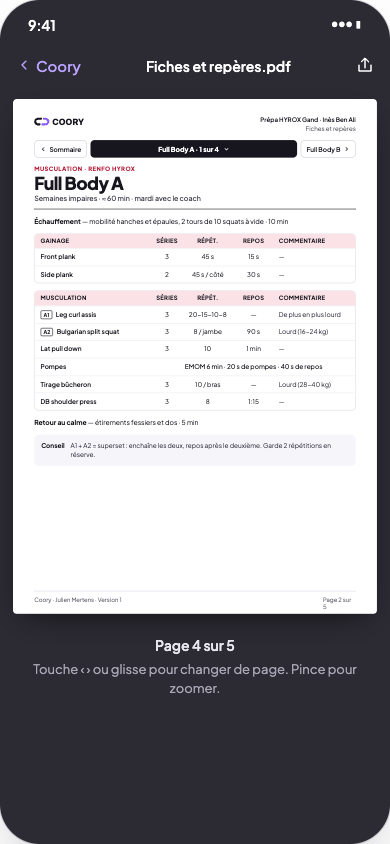 9:41
Coory
Fiches et repères.pdf
COORY
Prépa HYROX Gand · Inès Ben Ali
Fiches et repères
Sommaire
Full Body A · 1 sur 4
Full Body B
MUSCULATION · RENFO HYROX
Full Body A
Semaines impaires · ≈ 60 min · mardi avec le coach
Échauffement — mobilité hanches et épaules, 2 tours de 10 squats à vide · 10 min
GAINAGE SÉRIES RÉPÉT. REPOS COMMENTAIRE
Front plank 3 45 s 15 s —
Side plank 2 45 s / côté 30 s —
MUSCULATION SÉRIES RÉPÉT. REPOS COMMENTAIRE
A1 Leg curl assis 3 20–15–10–8 — De plus en plus lourd
A2 Bulgarian split squat 3 8 / jambe 90 s Lourd (16–24 kg)
Lat pull down 3 10 1 min —
Pompes EMOM 6 min · 20 s de pompes · 40 s de repos
Tirage bûcheron 3 10 / bras — Lourd (28–40 kg)
DB shoulder press 3 8 1:15 —
Retour au calme — étirements fessiers et dos · 5 min
Conseil A1 + A2 = superset : enchaîne les deux, repos après le deuxième. Garde 2 répétitions en
réserve.
Coory · Julien Mertens · Version 1
Page 2 sur
5
Page 4 sur 5
Touche ‹ › ou glisse pour changer de page. Pince pour
zoomer.